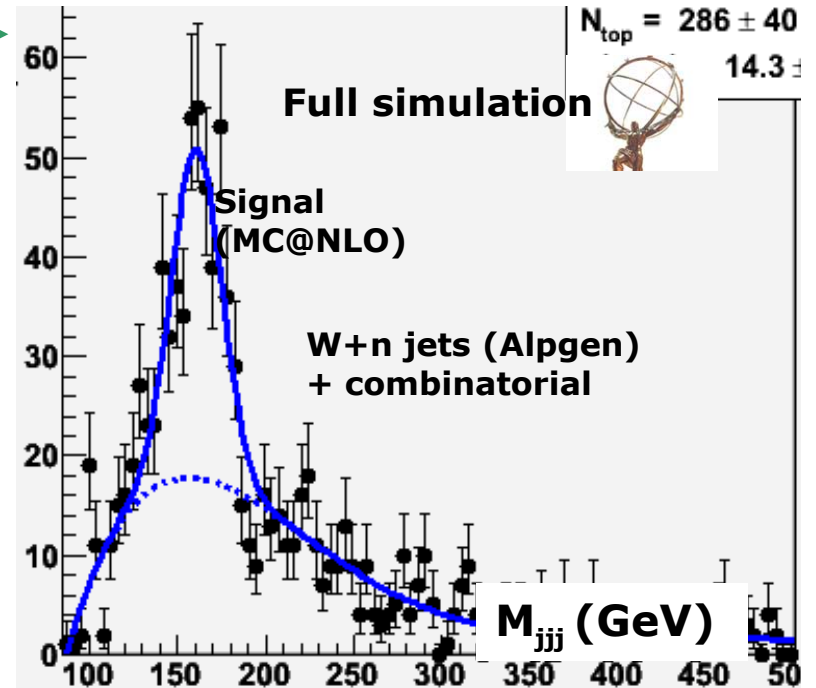 N_top = 286 ± 40
14.3 ±
Full simulation
Signal
(MC@NLO)
W+n jets (Alpgen)
+ combinatorial
60
50
40
30
20
10
0
M_jjj (GeV)
100 150 200 250 300 350 400 450 50